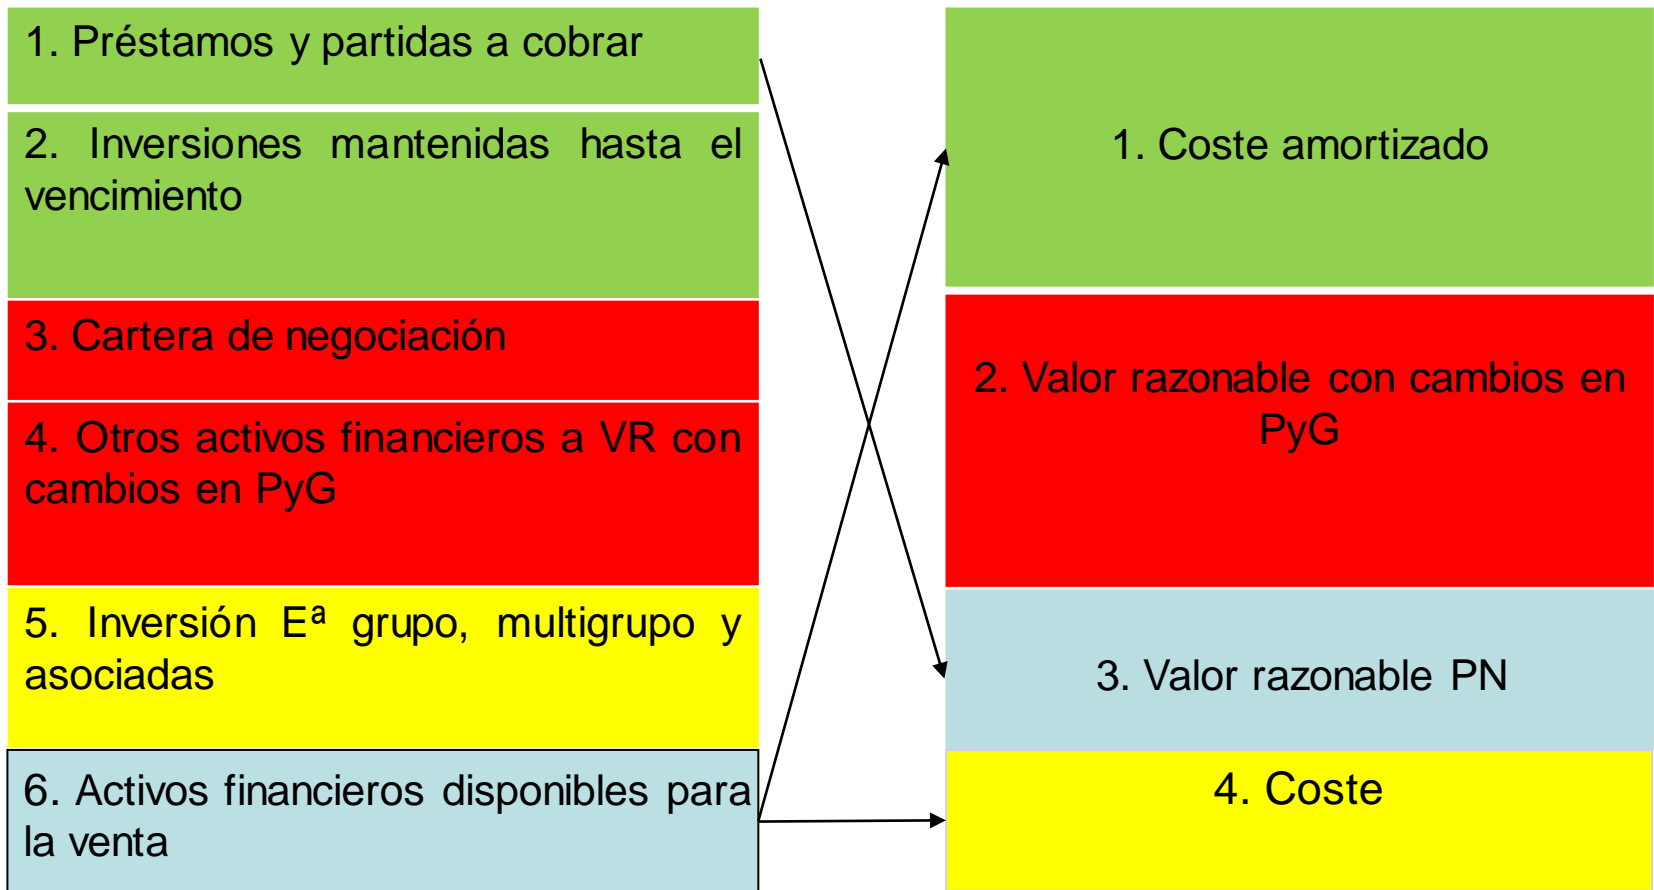 1. Préstamos y partidas a cobrar
2. Inversiones mantenidas hasta el
vencimiento
3. Cartera de negociación
4. Otros activos financieros a VR con
cambios en PyG
5. Inversión Eª grupo, multigrupo y
asociadas
6. Activos financieros disponibles para
la venta
1. Coste amortizado
2. Valor razonable con cambios en
PyG
3. Valor razonable PN
4. Coste